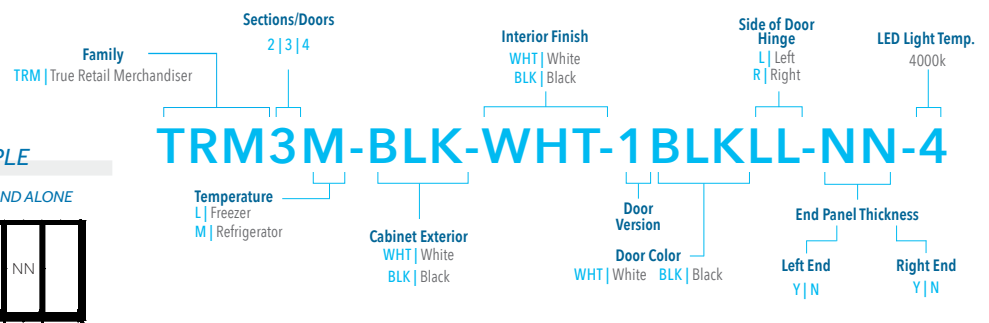 Sections/Doors
2 | 3 | 4
Family
TRM | True Retail Merchandiser
Interior Finish
WHT | White
BLK | Black
Side of Door
Hinge
L | Left
R | Right
LED Light Temp.
4000k
TRM3M-BLK-WHT-1BLKLL-NN-4
PLE
ND ALONE
NN
Temperature
L | Freezer
M | Refrigerator
Cabinet Exterior
WHT | White
BLK | Black
Door
Version
Door Color
WHT | White BLK | Black
End Panel Thickness
Left End
Y | N
Right End
Y | N